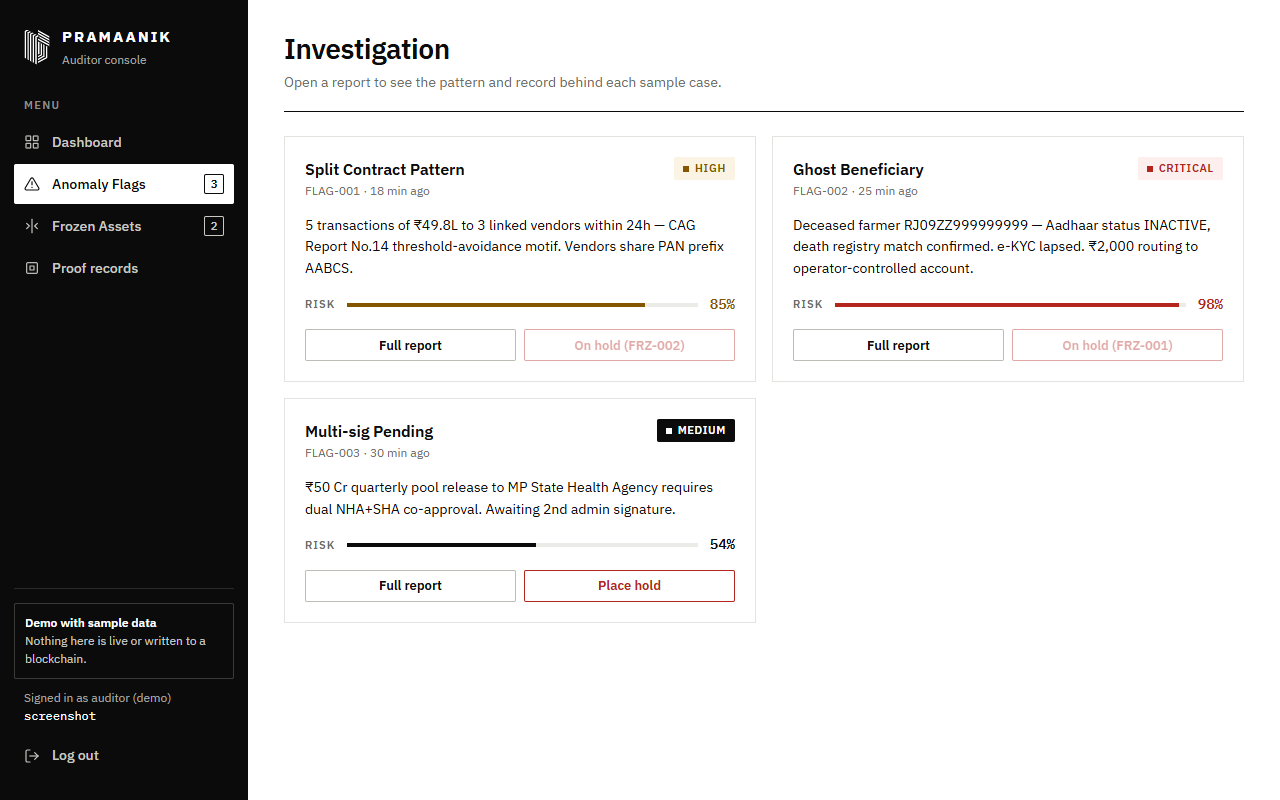 PRAMAANIK
Auditor console
MENU
Dashboard
Anomaly Flags 3
Frozen Assets 2
Proof records
Demo with sample data
Nothing here is live or written to a
blockchain.
Signed in as auditor (demo)
screenshot
Log out
Investigation
Open a report to see the pattern and record behind each sample case.
Split Contract Pattern HIGH
FLAG-001 · 18 min ago
5 transactions of ₹49.8L to 3 linked vendors within 24h — CAG
Report No.14 threshold-avoidance motif. Vendors share PAN prefix
AABCS.
RISK 85%
Full report On hold (FRZ-002)
Ghost Beneficiary CRITICAL
FLAG-002 · 25 min ago
Deceased farmer RJ09ZZ999999999 — Aadhaar status INACTIVE,
death registry match confirmed. e-KYC lapsed. ₹2,000 routing to
operator-controlled account.
RISK 98%
Full report On hold (FRZ-001)
Multi-sig Pending MEDIUM
FLAG-003 · 30 min ago
₹50 Cr quarterly pool release to MP State Health Agency requires
dual NHA+SHA co-approval. Awaiting 2nd admin signature.
RISK 54%
Full report Place hold